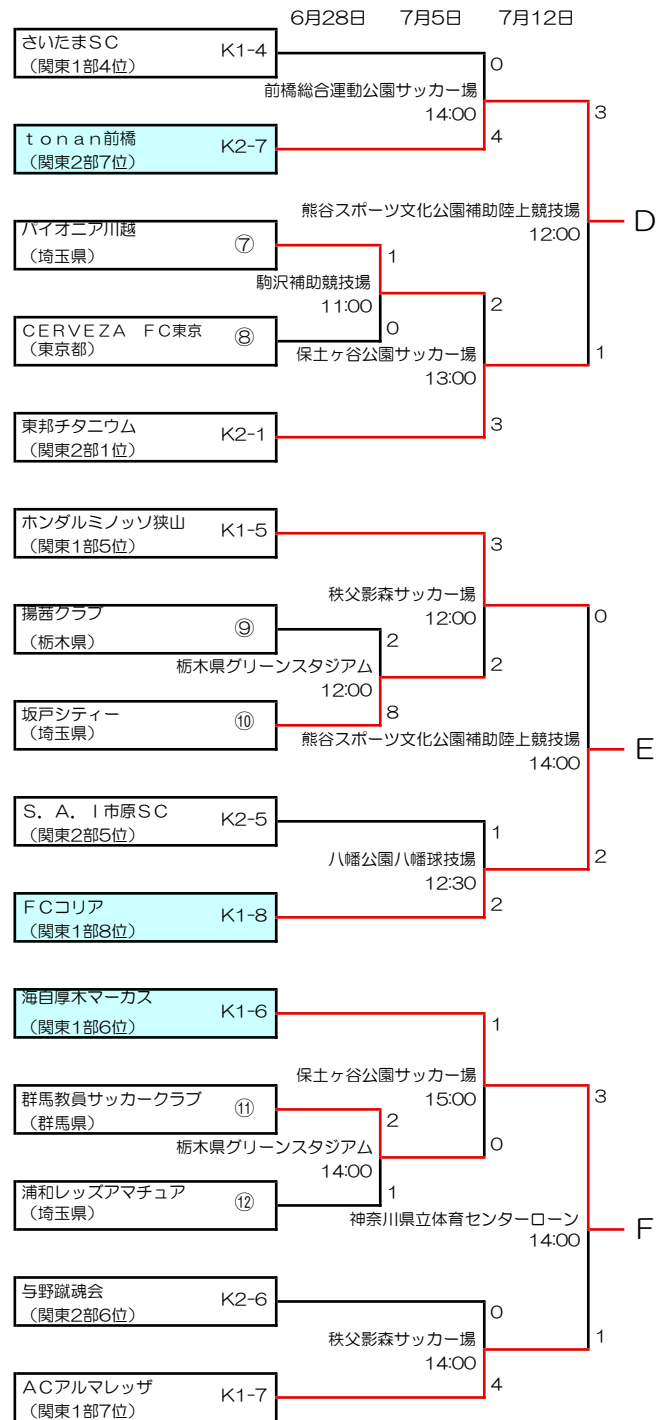 6月28日 7月5日 7月12日
さいたまSC K1-4
(関東1部4位)
0
前橋総合運動公園サッカー場
14:00
3
tonan前橋 K2-7
(関東2部7位)
4
熊谷スポーツ文化公園補助陸上競技場
12:00
D
パイオニア川越 ⑦
(埼玉県)
1
駒沢補助競技場
11:00
2
CERVEZA FC東京 ⑧
(東京都)
0
保土ヶ谷公園サッカー場
13:00
1
東邦チタニウム K2-1
(関東2部1位)
3
ホンダルミノッソ狭山 K1-5
(関東1部5位)
3
秩父影森サッカー場
12:00
0
揚茜クラブ ⑨
(栃木県)
2
栃木県グリーンスタジアム
12:00
2
坂戸シティー ⑩
(埼玉県)
8
熊谷スポーツ文化公園補助陸上競技場
14:00
E
S.A.I市原SC K2-5
(関東2部5位)
1
八幡公園八幡球技場
12:30
2
FCコリア K1-8
(関東1部8位)
2
海自厚木マーカス K1-6
(関東1部6位)
1
保土ヶ谷公園サッカー場
15:00
3
群馬教員サッカークラブ ⑪
(群馬県)
2
栃木県グリーンスタジアム
14:00
0
浦和レッズアマチュア ⑫
(埼玉県)
1
神奈川県立体育センターローン
14:00
F
与野蹴魂会 K2-6
(関東2部6位)
0
秩父影森サッカー場
14:00
1
ACアルマレッザ K1-7
(関東1部7位)
4